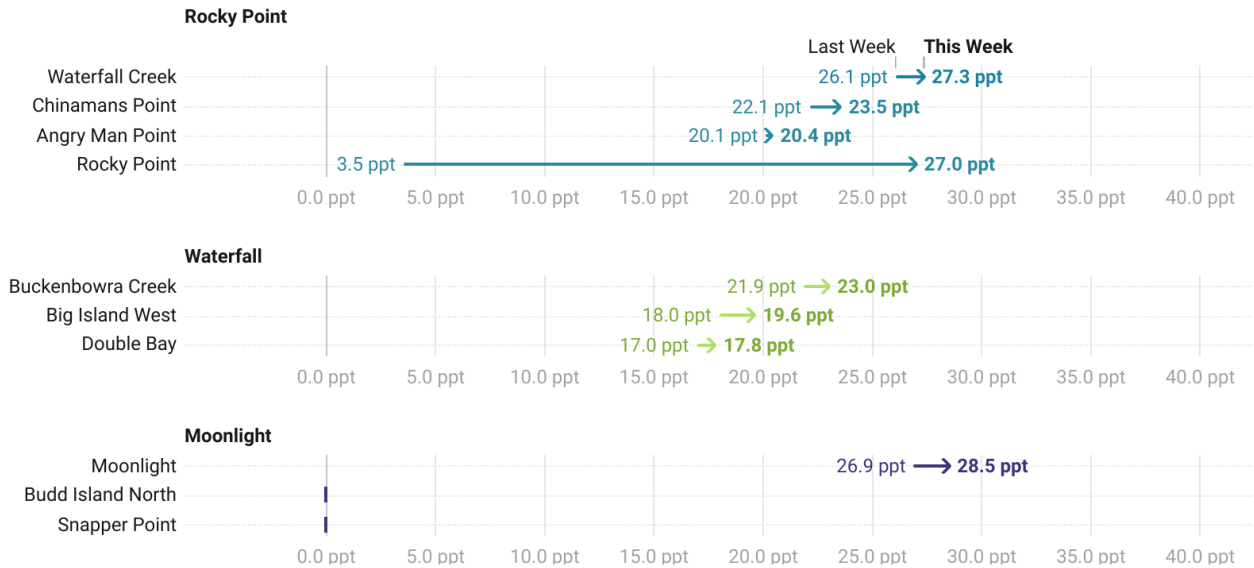 Rocky Point
Last Week This Week
Waterfall Creek 26.1 ppt 27.3 ppt
Chinamans Point 22.1 ppt 23.5 ppt
Angry Man Point 20.1 ppt 20.4 ppt
Rocky Point 3.5 ppt 27.0 ppt
0.0 ppt 5.0 ppt 10.0 ppt 15.0 ppt 20.0 ppt 25.0 ppt 30.0 ppt 35.0 ppt 40.0 ppt
Waterfall
Buckenbowra Creek 21.9 ppt 23.0 ppt
Big Island West 18.0 ppt 19.6 ppt
Double Bay 17.0 ppt 17.8 ppt
0.0 ppt 5.0 ppt 10.0 ppt 15.0 ppt 20.0 ppt 25.0 ppt 30.0 ppt 35.0 ppt 40.0 ppt
Moonlight
Moonlight 26.9 ppt 28.5 ppt
Budd Island North
Snapper Point
0.0 ppt 5.0 ppt 10.0 ppt 15.0 ppt 20.0 ppt 25.0 ppt 30.0 ppt 35.0 ppt 40.0 ppt